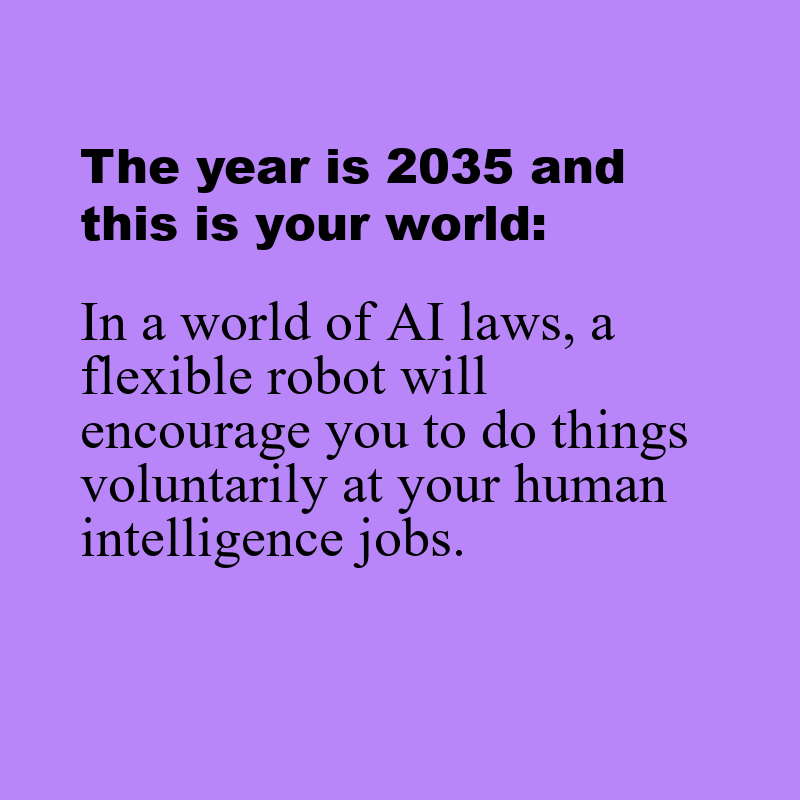 The year is 2035 and
this is your world:
In a world of AI laws, a
flexible robot will
encourage you to do things
voluntarily at your human
intelligence jobs.